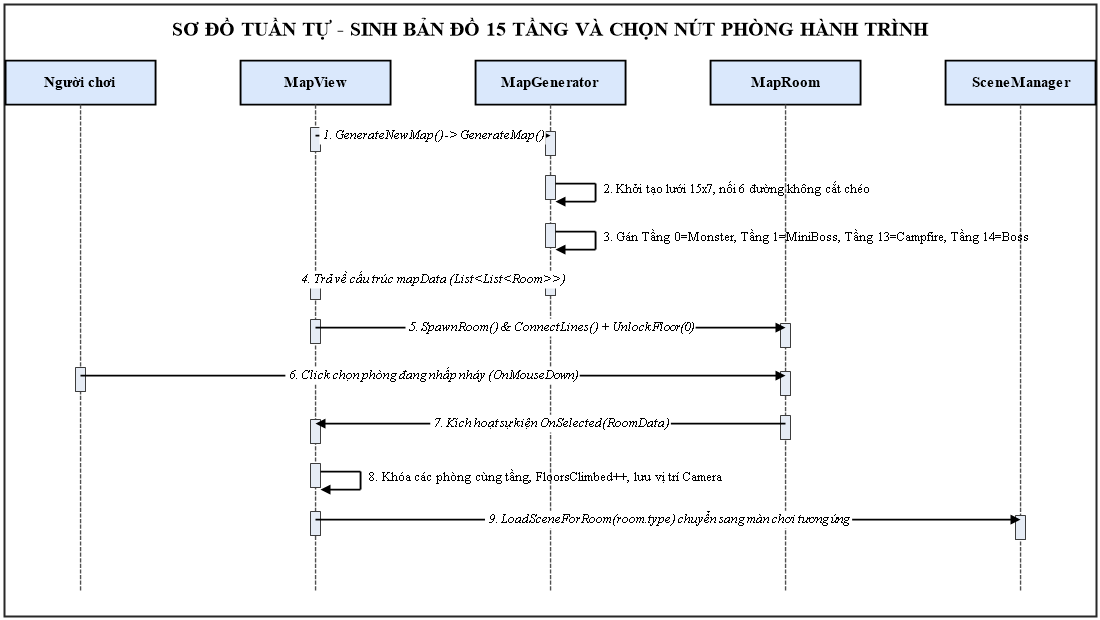 SƠ ĐỒ TUẦN TỰ - SINH BẢN ĐỒ 15 TẦNG VÀ CHỌN NÚT PHÒNG HÀNH TRÌNH
Người chơi
MapView
MapGenerator
MapRoom
SceneManager
1. GenerateNewMap() -> GenerateMap()
2. Khởi tạo lưới 15x7, nối 6 đường không cắt chéo
3. Gán Tầng 0=Monster, Tầng 1=MiniBoss, Tầng 13=Campfire, Tầng 14=Boss
4. Trả về cấu trúc mapData (List<List<Room>>)
5. SpawnRoom() & ConnectLines() + UnlockFloor(0)
6. Click chọn phòng đang nhấp nháy (OnMouseDown)
7. Kích hoạt sự kiện OnSelected(RoomData)
8. Khóa các phòng cùng tầng, FloorsClimbed++, lưu vị trí Camera
9. LoadSceneForRoom(room.type) chuyển sang màn chơi tương ứng